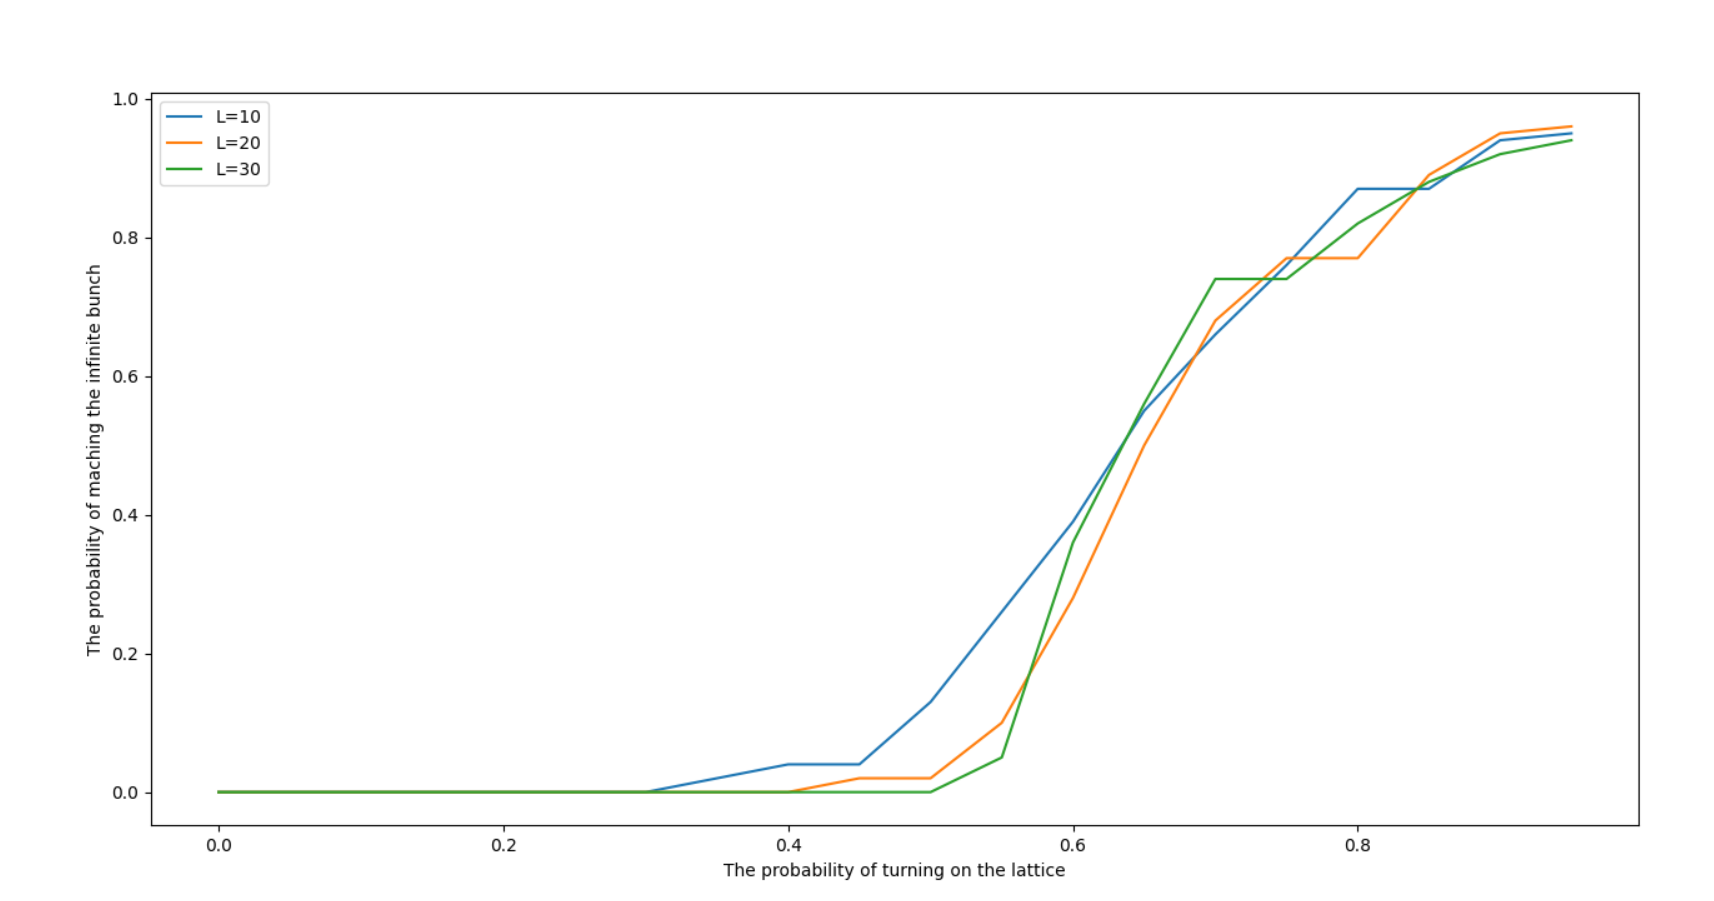 L=10
L=20
L=30
1.0
0.8
0.6
0.4
0.2
0.0
The probability of maching the infinite bunch
0.0 0.2 0.4 0.6 0.8
The probability of turning on the lattice